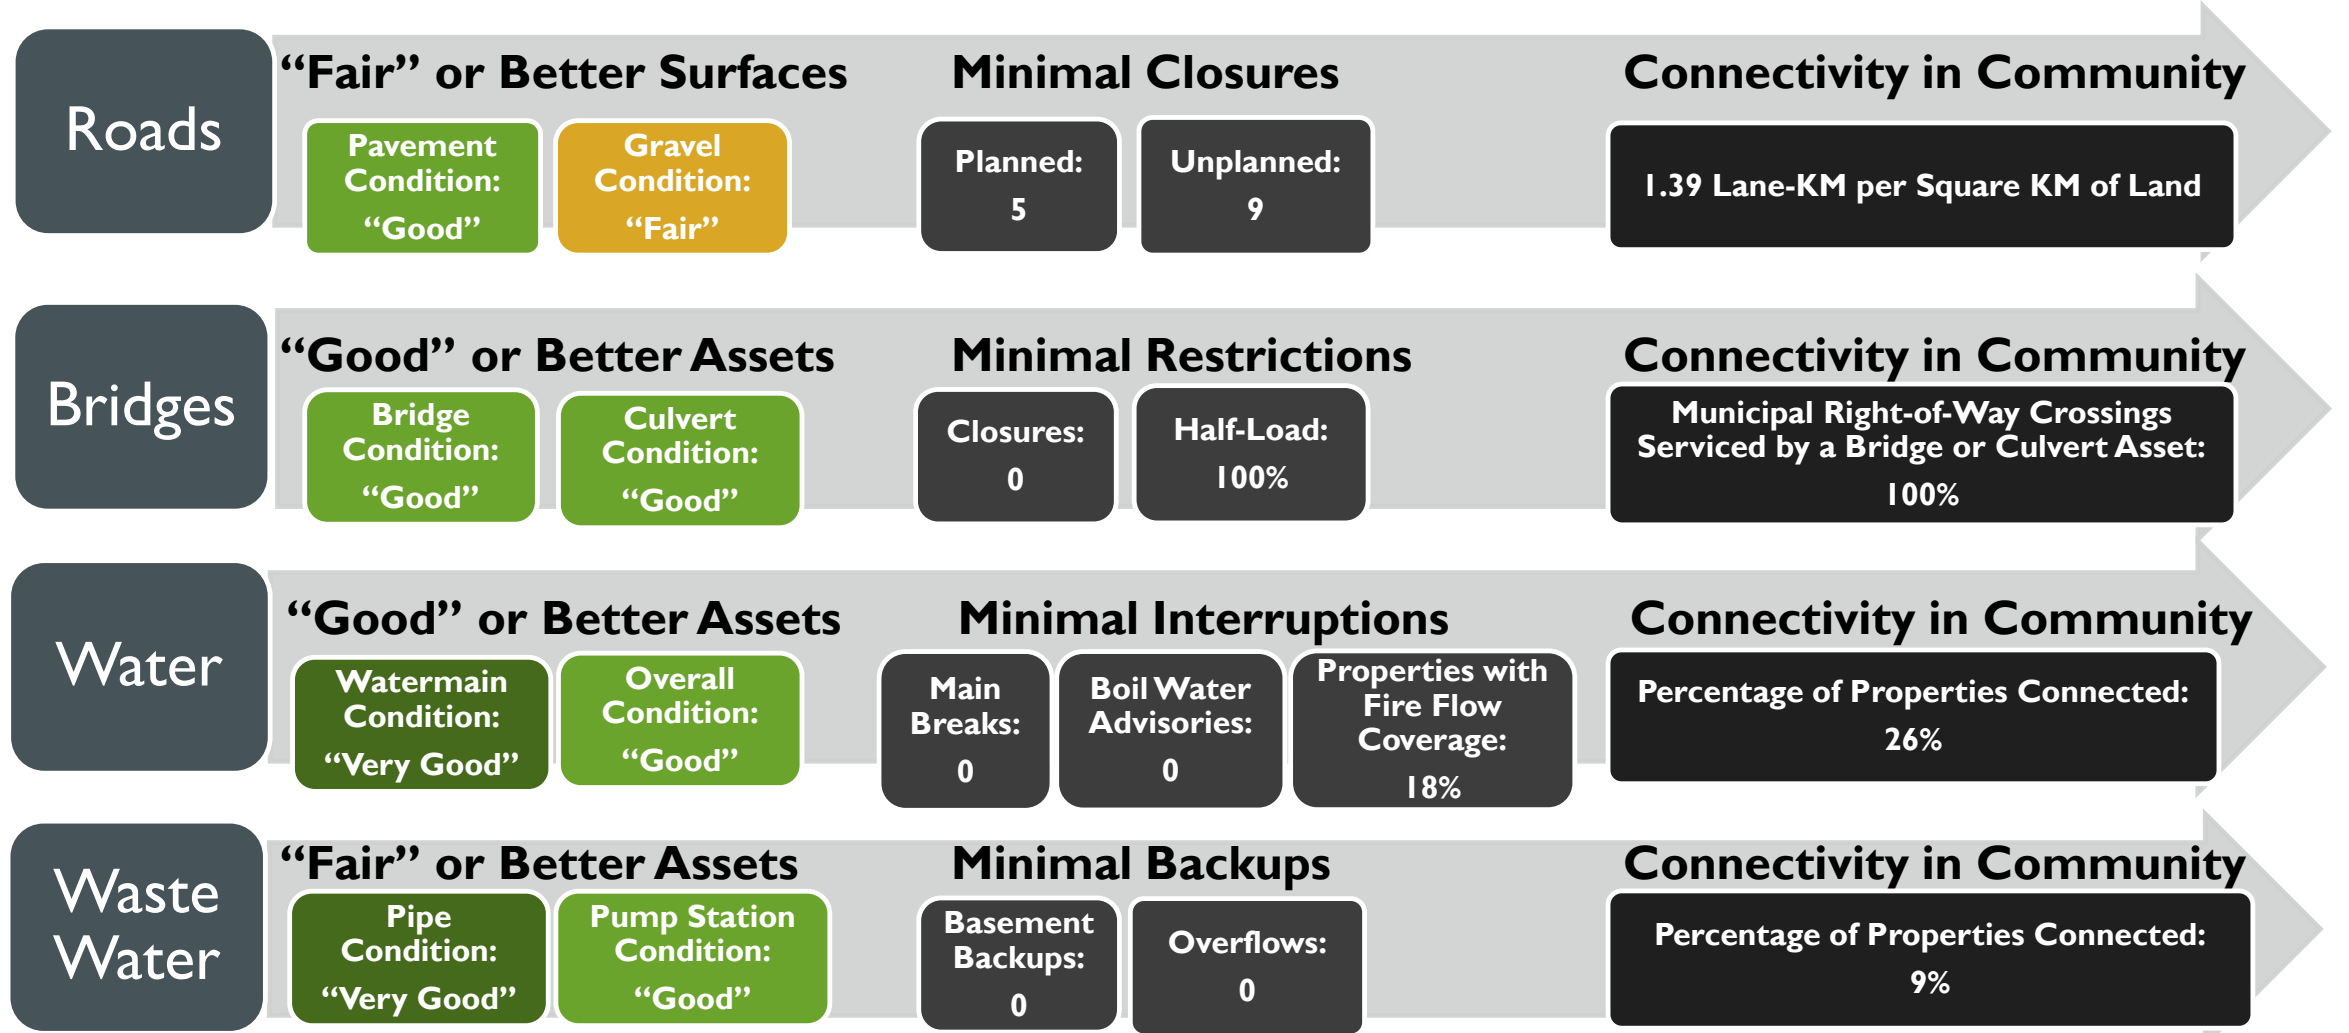 Roads
“Fair” or Better Surfaces
Pavement
Condition:
“Good”
Gravel
Condition:
“Fair”
Minimal Closures
Planned:
5
Unplanned:
9
Connectivity in Community
1.39 Lane-KM per Square KM of Land
Bridges
“Good” or Better Assets
Bridge
Condition:
“Good”
Culvert
Condition:
“Good”
Minimal Restrictions
Closures:
0
Half-Load:
100%
Connectivity in Community
Municipal Right-of-Way Crossings
Serviced by a Bridge or Culvert Asset:
100%
Water
“Good” or Better Assets
Watermain
Condition:
“Very Good”
Overall
Condition:
“Good”
Minimal Interruptions
Main
Breaks:
0
Boil Water
Advisories:
0
Properties with
Fire Flow
Coverage:
18%
Connectivity in Community
Percentage of Properties Connected:
26%
Waste
Water
“Fair” or Better Assets
Pipe
Condition:
“Very Good”
Pump Station
Condition:
“Good”
Minimal Backups
Basement
Backups:
0
Overflows:
0
Connectivity in Community
Percentage of Properties Connected:
9%